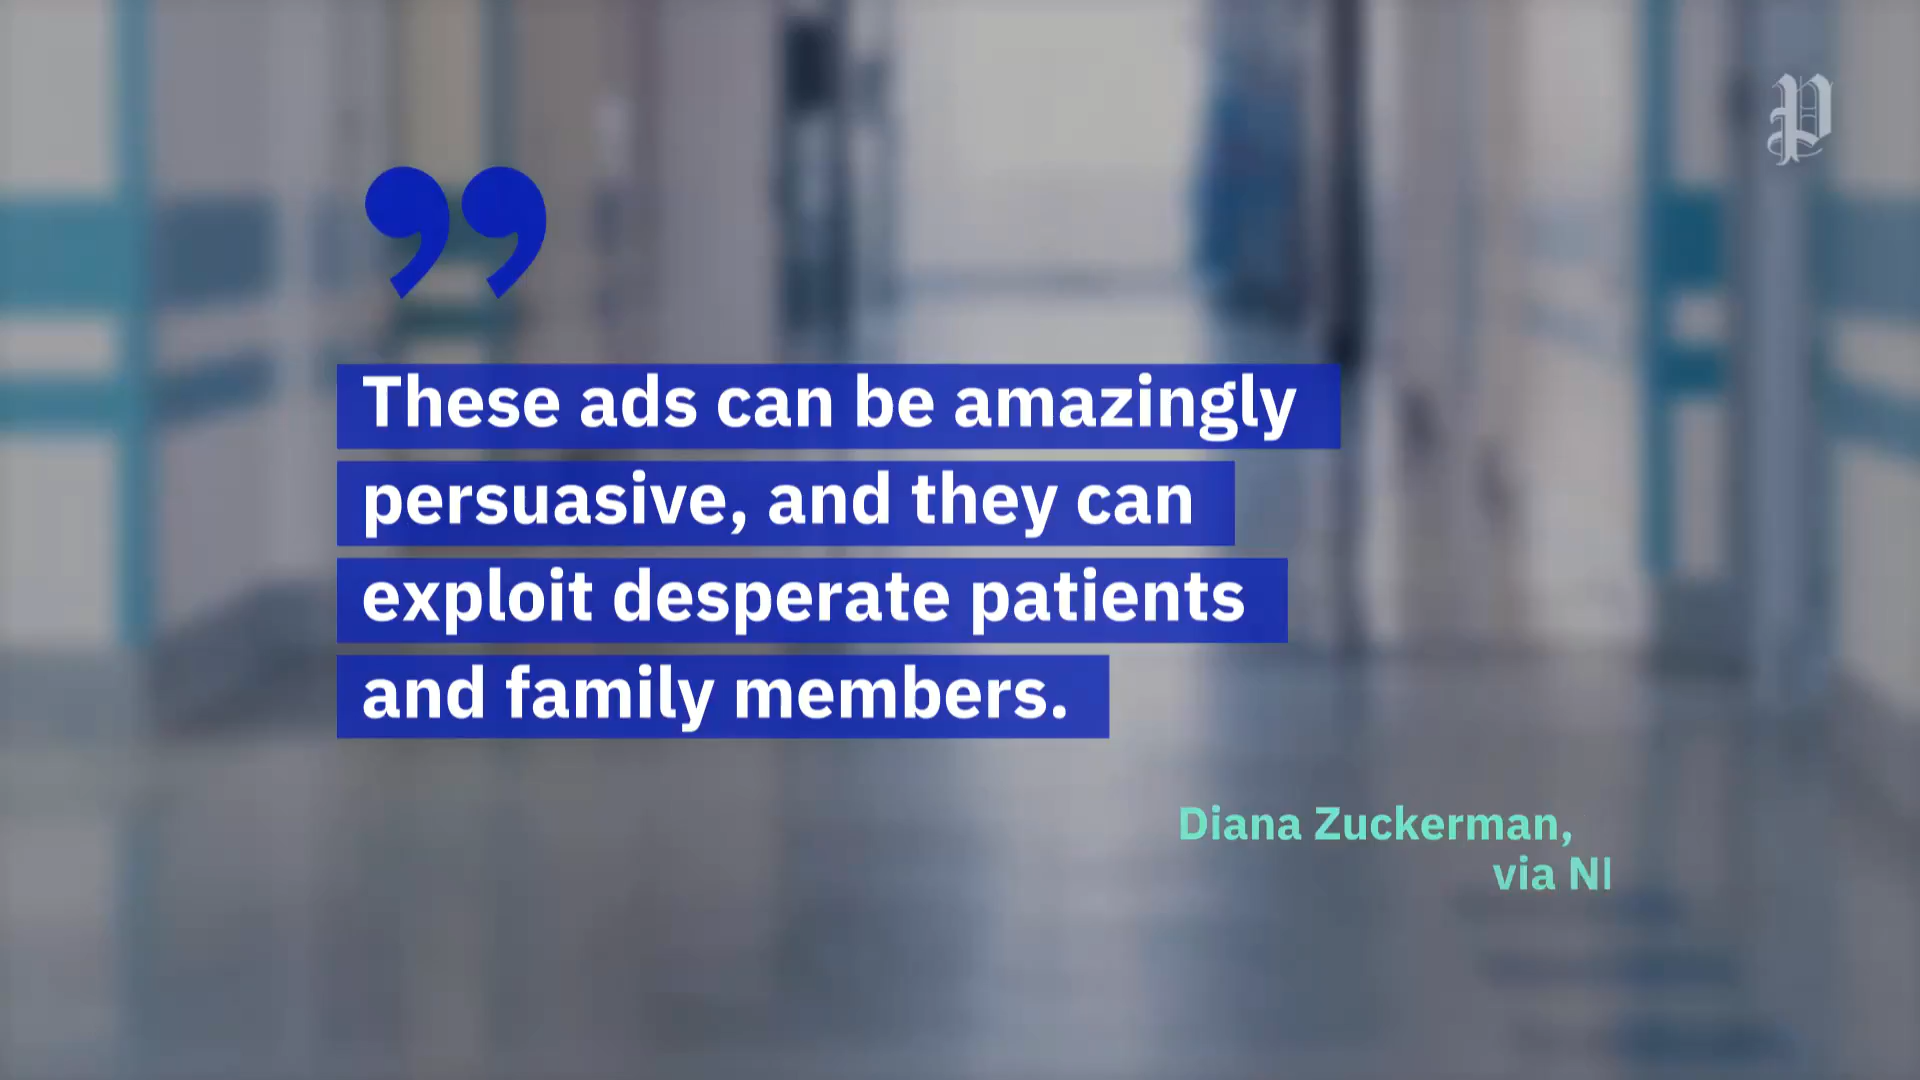 ”
These ads can be amazingly
persuasive, and they can
exploit desperate patients
and family members.
Diana Zuckerman,
via NI
P